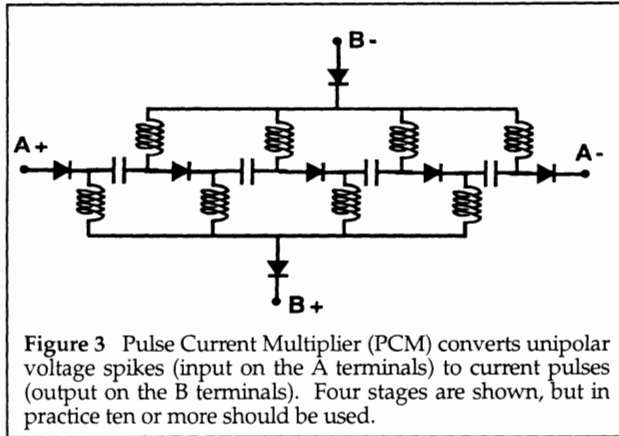 B-
A+
A-
B+
Figure 3 Pulse Current Multiplier (PCM) converts unipolar
voltage spikes (input on the A terminals) to current pulses
(output on the B terminals). Four stages are shown, but in
practice ten or more should be used.